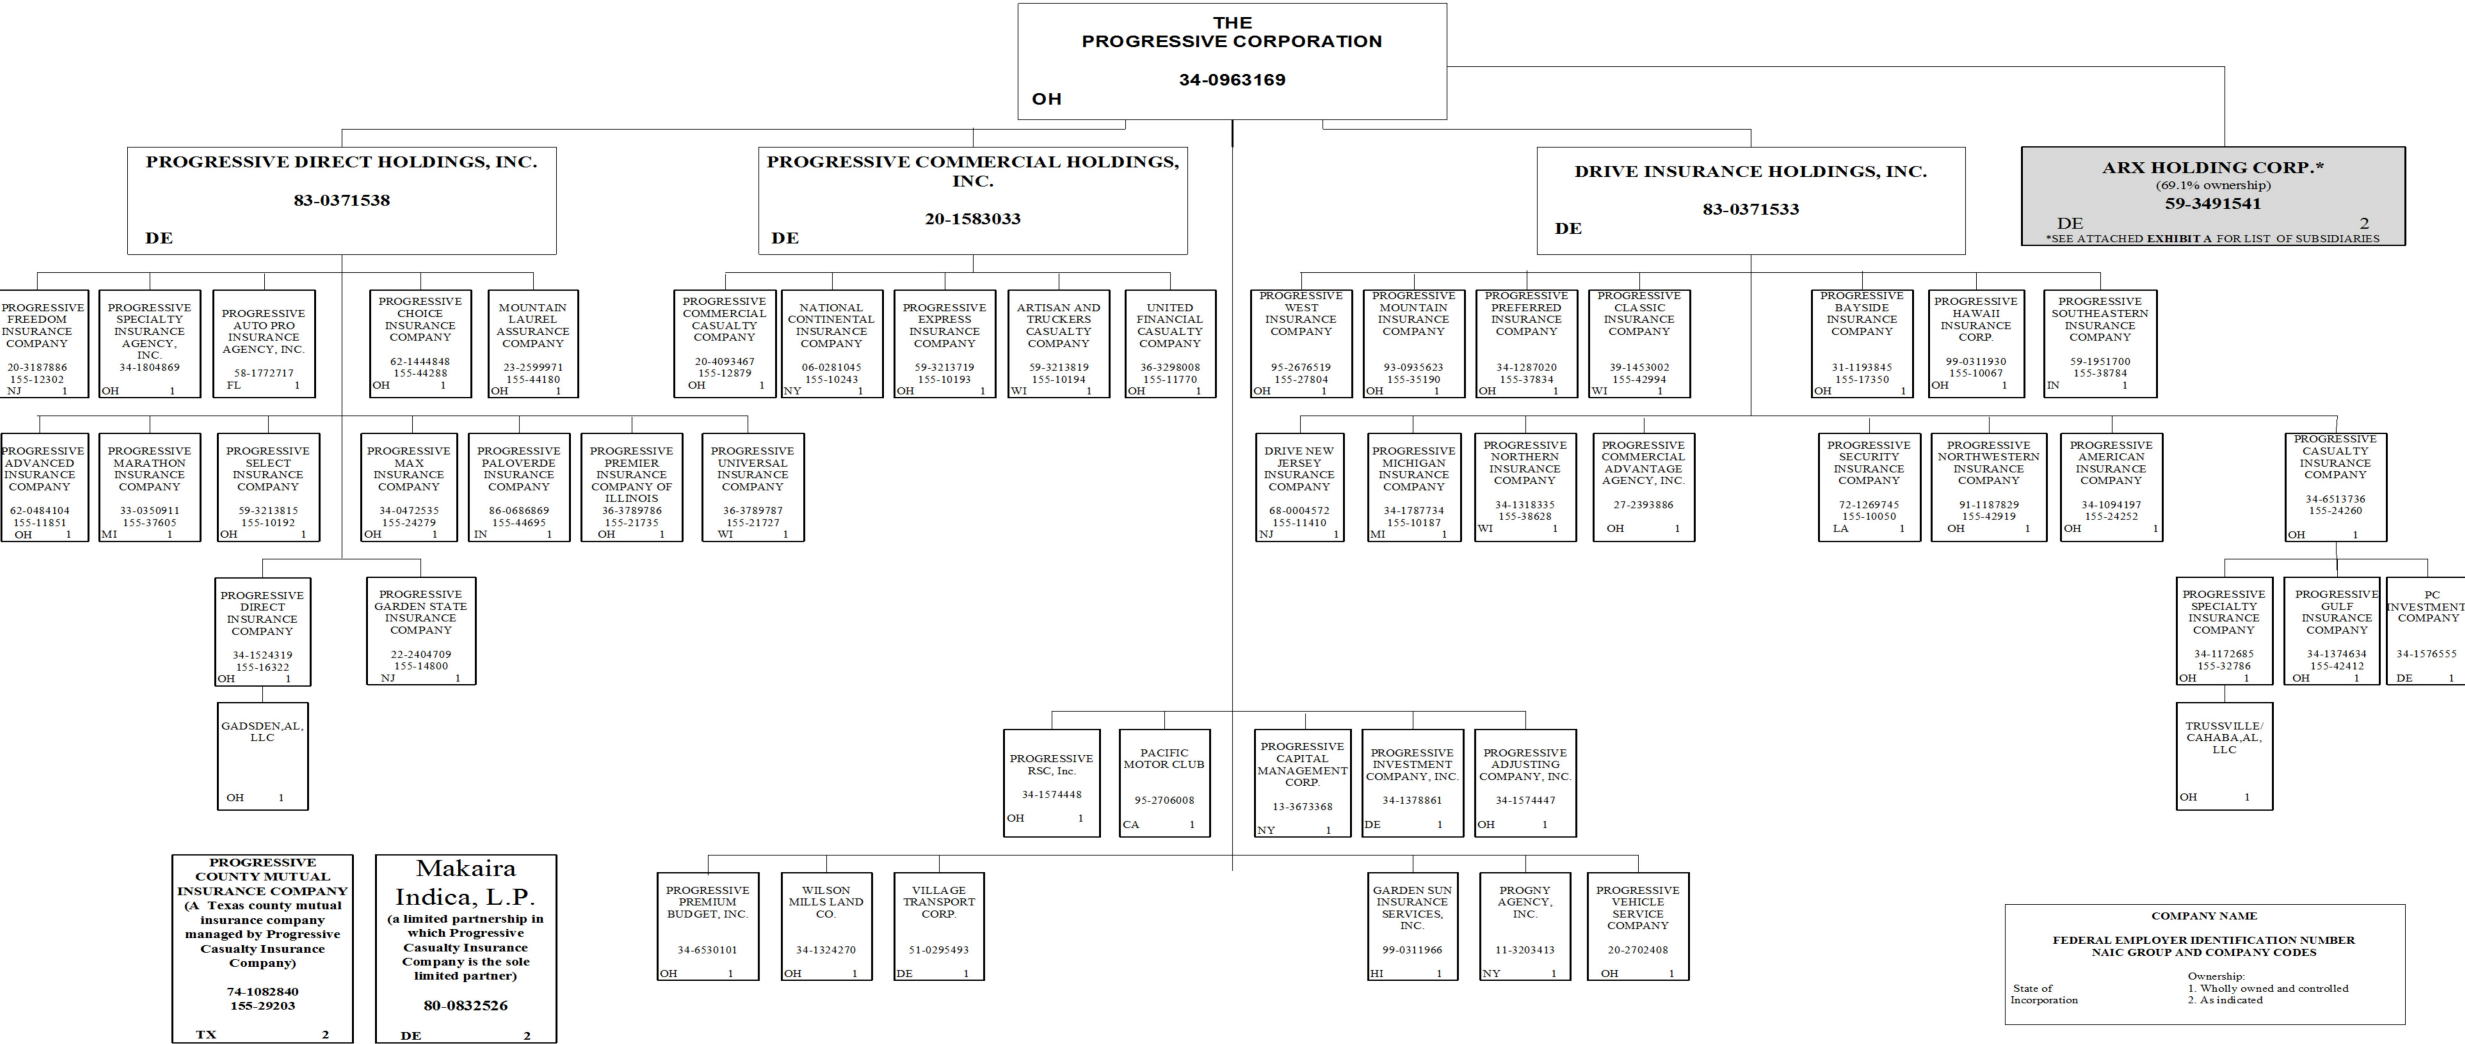 THE
PROGRESSIVE CORPORATION
34-0963169
OH
PROGRESSIVE DIRECT HOLDINGS, INC.
83-0371538
DE
PROGRESSIVE COMMERCIAL HOLDINGS,
INC.
20-1583033
DE
DRIVE INSURANCE HOLDINGS, INC.
83-0371533
DE
ARX HOLDING CORP.*
(69.1% ownership)
59-3491541
DE 2
*SEE ATTACHED EXHIBIT A FOR LIST OF SUBSIDIARIES
PROGRESSIVE
FREEDOM
INSURANCE
COMPANY
20-3187886
155-12302
NJ 1
PROGRESSIVE
SPECIALTY
INSURANCE
AGENCY,
INC.
34-1804869
OH 1
PROGRESSIVE
AUTO PRO
INSURANCE
AGENCY, INC.
58-1772717
FL 1
PROGRESSIVE
CHOICE
INSURANCE
COMPANY
62-1444848
155-44288
OH 1
MOUNTAIN
LAUREL
ASSURANCE
COMPANY
23-2599971
155-44180
OH 1
PROGRESSIVE
COMMERCIAL
CASUALTY
COMPANY
20-4093467
155-12879
OH 1
NATIONAL
CONTINENTAL
INSURANCE
COMPANY
06-0281045
155-10243
NY 1
PROGRESSIVE
EXPRESS
INSURANCE
COMPANY
59-3213719
155-10193
OH 1
ARTISAN AND
TRUCKERS
CASUALTY
COMPANY
59-3213819
155-10194
WI 1
UNITED
FINANCIAL
CASUALTY
COMPANY
36-3298008
155-11770
OH 1
PROGRESSIVE
WEST
INSURANCE
COMPANY
95-2676519
155-27804
OH 1
PROGRESSIVE
MOUNTAIN
INSURANCE
COMPANY
93-0935623
155-35190
OH 1
PROGRESSIVE
PREFERRED
INSURANCE
COMPANY
34-1287020
155-37834
OH 1
PROGRESSIVE
CLASSIC
INSURANCE
COMPANY
39-1453002
155-42994
WI 1
PROGRESSIVE
BAYSIDE
INSURANCE
COMPANY
31-1193845
155-17350
OH 1
PROGRESSIVE
HAWAII
INSURANCE
CORP.
99-0311930
155-10067
OH 1
PROGRESSIVE
SOUTHEASTERN
INSURANCE
COMPANY
59-1951700
155-38784
IN 1
PROGRESSIVE
ADVANCED
INSURANCE
COMPANY
62-0484104
155-11851
OH 1
PROGRESSIVE
MARATHON
INSURANCE
COMPANY
33-0350911
155-37605
MI 1
PROGRESSIVE
SELECT
INSURANCE
COMPANY
59-3213815
155-10192
OH 1
PROGRESSIVE
MAX
INSURANCE
COMPANY
34-0472535
155-24279
OH 1
PROGRESSIVE
PALOVERDE
INSURANCE
COMPANY
86-0686869
155-44695
IN 1
PROGRESSIVE
PREMIER
INSURANCE
COMPANY OF
ILLINOIS
36-3789786
155-21735
OH 1
PROGRESSIVE
UNIVERSAL
INSURANCE
COMPANY
36-3789787
155-21727
WI 1
DRIVE NEW
JERSEY
INSURANCE
COMPANY
68-0004572
155-11410
NJ 1
PROGRESSIVE
MICHIGAN
INSURANCE
COMPANY
34-1787734
155-10187
MI 1
PROGRESSIVE
NORTHERN
INSURANCE
COMPANY
34-1318335
155-38628
WI 1
PROGRESSIVE
COMMERCIAL
ADVANTAGE
AGENCY, INC.
27-2393886
OH 1
PROGRESSIVE
SECURITY
INSURANCE
COMPANY
72-1269745
155-10050
LA 1
PROGRESSIVE
NORTHWESTERN
INSURANCE
COMPANY
91-1187829
155-42919
OH 1
PROGRESSIVE
AMERICAN
INSURANCE
COMPANY
34-1094197
155-24252
OH 1
PROGRESSIVE
CASUALTY
INSURANCE
COMPANY
34-6513736
155-24260
OH 1
PROGRESSIVE
DIRECT
INSURANCE
COMPANY
34-1524319
155-16322
OH 1
PROGRESSIVE
GARDEN STATE
INSURANCE
COMPANY
22-2404709
155-14800
NJ 1
PROGRESSIVE
SPECIALTY
INSURANCE
COMPANY
34-1172685
155-32786
OH 1
PROGRESSIVE
GULF
INSURANCE
COMPANY
34-1374634
155-42412
OH 1
PC
INVESTMENT
COMPANY
34-1576555
DE 1
GADSDEN,AL,
LLC
OH 1
TRUSSVILLE/
CAHABA,AL,
LLC
OH 1
PROGRESSIVE
RSC, Inc.
34-1574448
OH 1
PACIFIC
MOTOR CLUB
95-2706008
CA 1
PROGRESSIVE
CAPITAL
MANAGEMENT
CORP.
13-3673368
NY 1
PROGRESSIVE
INVESTMENT
COMPANY, INC.
34-1378861
DE 1
PROGRESSIVE
ADJUSTING
COMPANY, INC.
34-1574447
OH 1
PROGRESSIVE
COUNTY MUTUAL
INSURANCE COMPANY
(A Texas county mutual
insurance company
managed by Progressive
Casualty Insurance
Company)
74-1082840
155-29203
TX 2
Makaira
Indica, L.P.
(a limited partnership in
which Progressive
Casualty Insurance
Company is the sole
limited partner)
80-0832526
DE 2
PROGRESSIVE
PREMIUM
BUDGET, INC.
34-6530101
OH 1
WILSON
MILLS LAND
CO.
34-1324270
OH 1
VILLAGE
TRANSPORT
CORP.
51-0295493
DE 1
GARDEN SUN
INSURANCE
SERVICES,
INC.
99-0311966
HI 1
PROGNY
AGENCY,
INC.
11-3203413
NY 1
PROGRESSIVE
VEHICLE
SERVICE
COMPANY
20-2702408
OH 1
COMPANY NAME
FEDERAL EMPLOYER IDENTIFICATION NUMBER
NAIC GROUP AND COMPANY CODES
Ownership:
State of 1. Wholly owned and controlled
Incorporation 2. As indicated